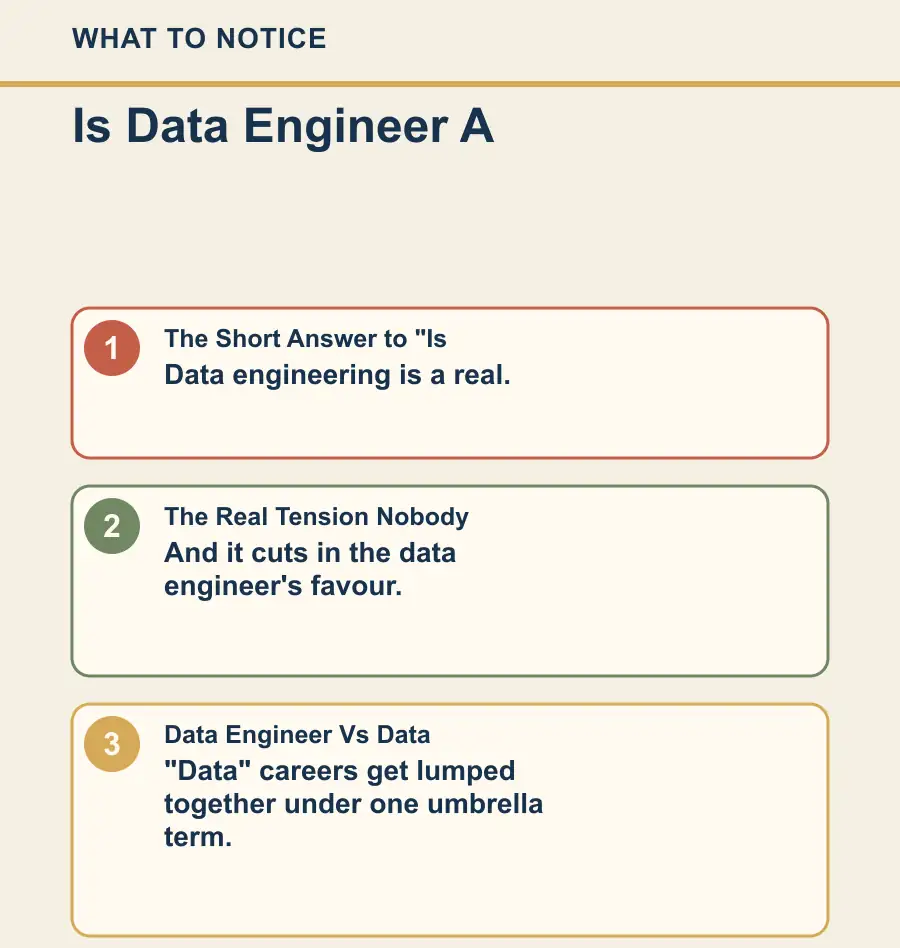 WHAT TO NOTICE
Is Data Engineer A
1
The Short Answer to "Is
Data engineering is a real.
2
The Real Tension Nobody
And it cuts in the data
engineer's favour.
3
Data Engineer Vs Data
"Data" careers get lumped
together under one umbrella
term.